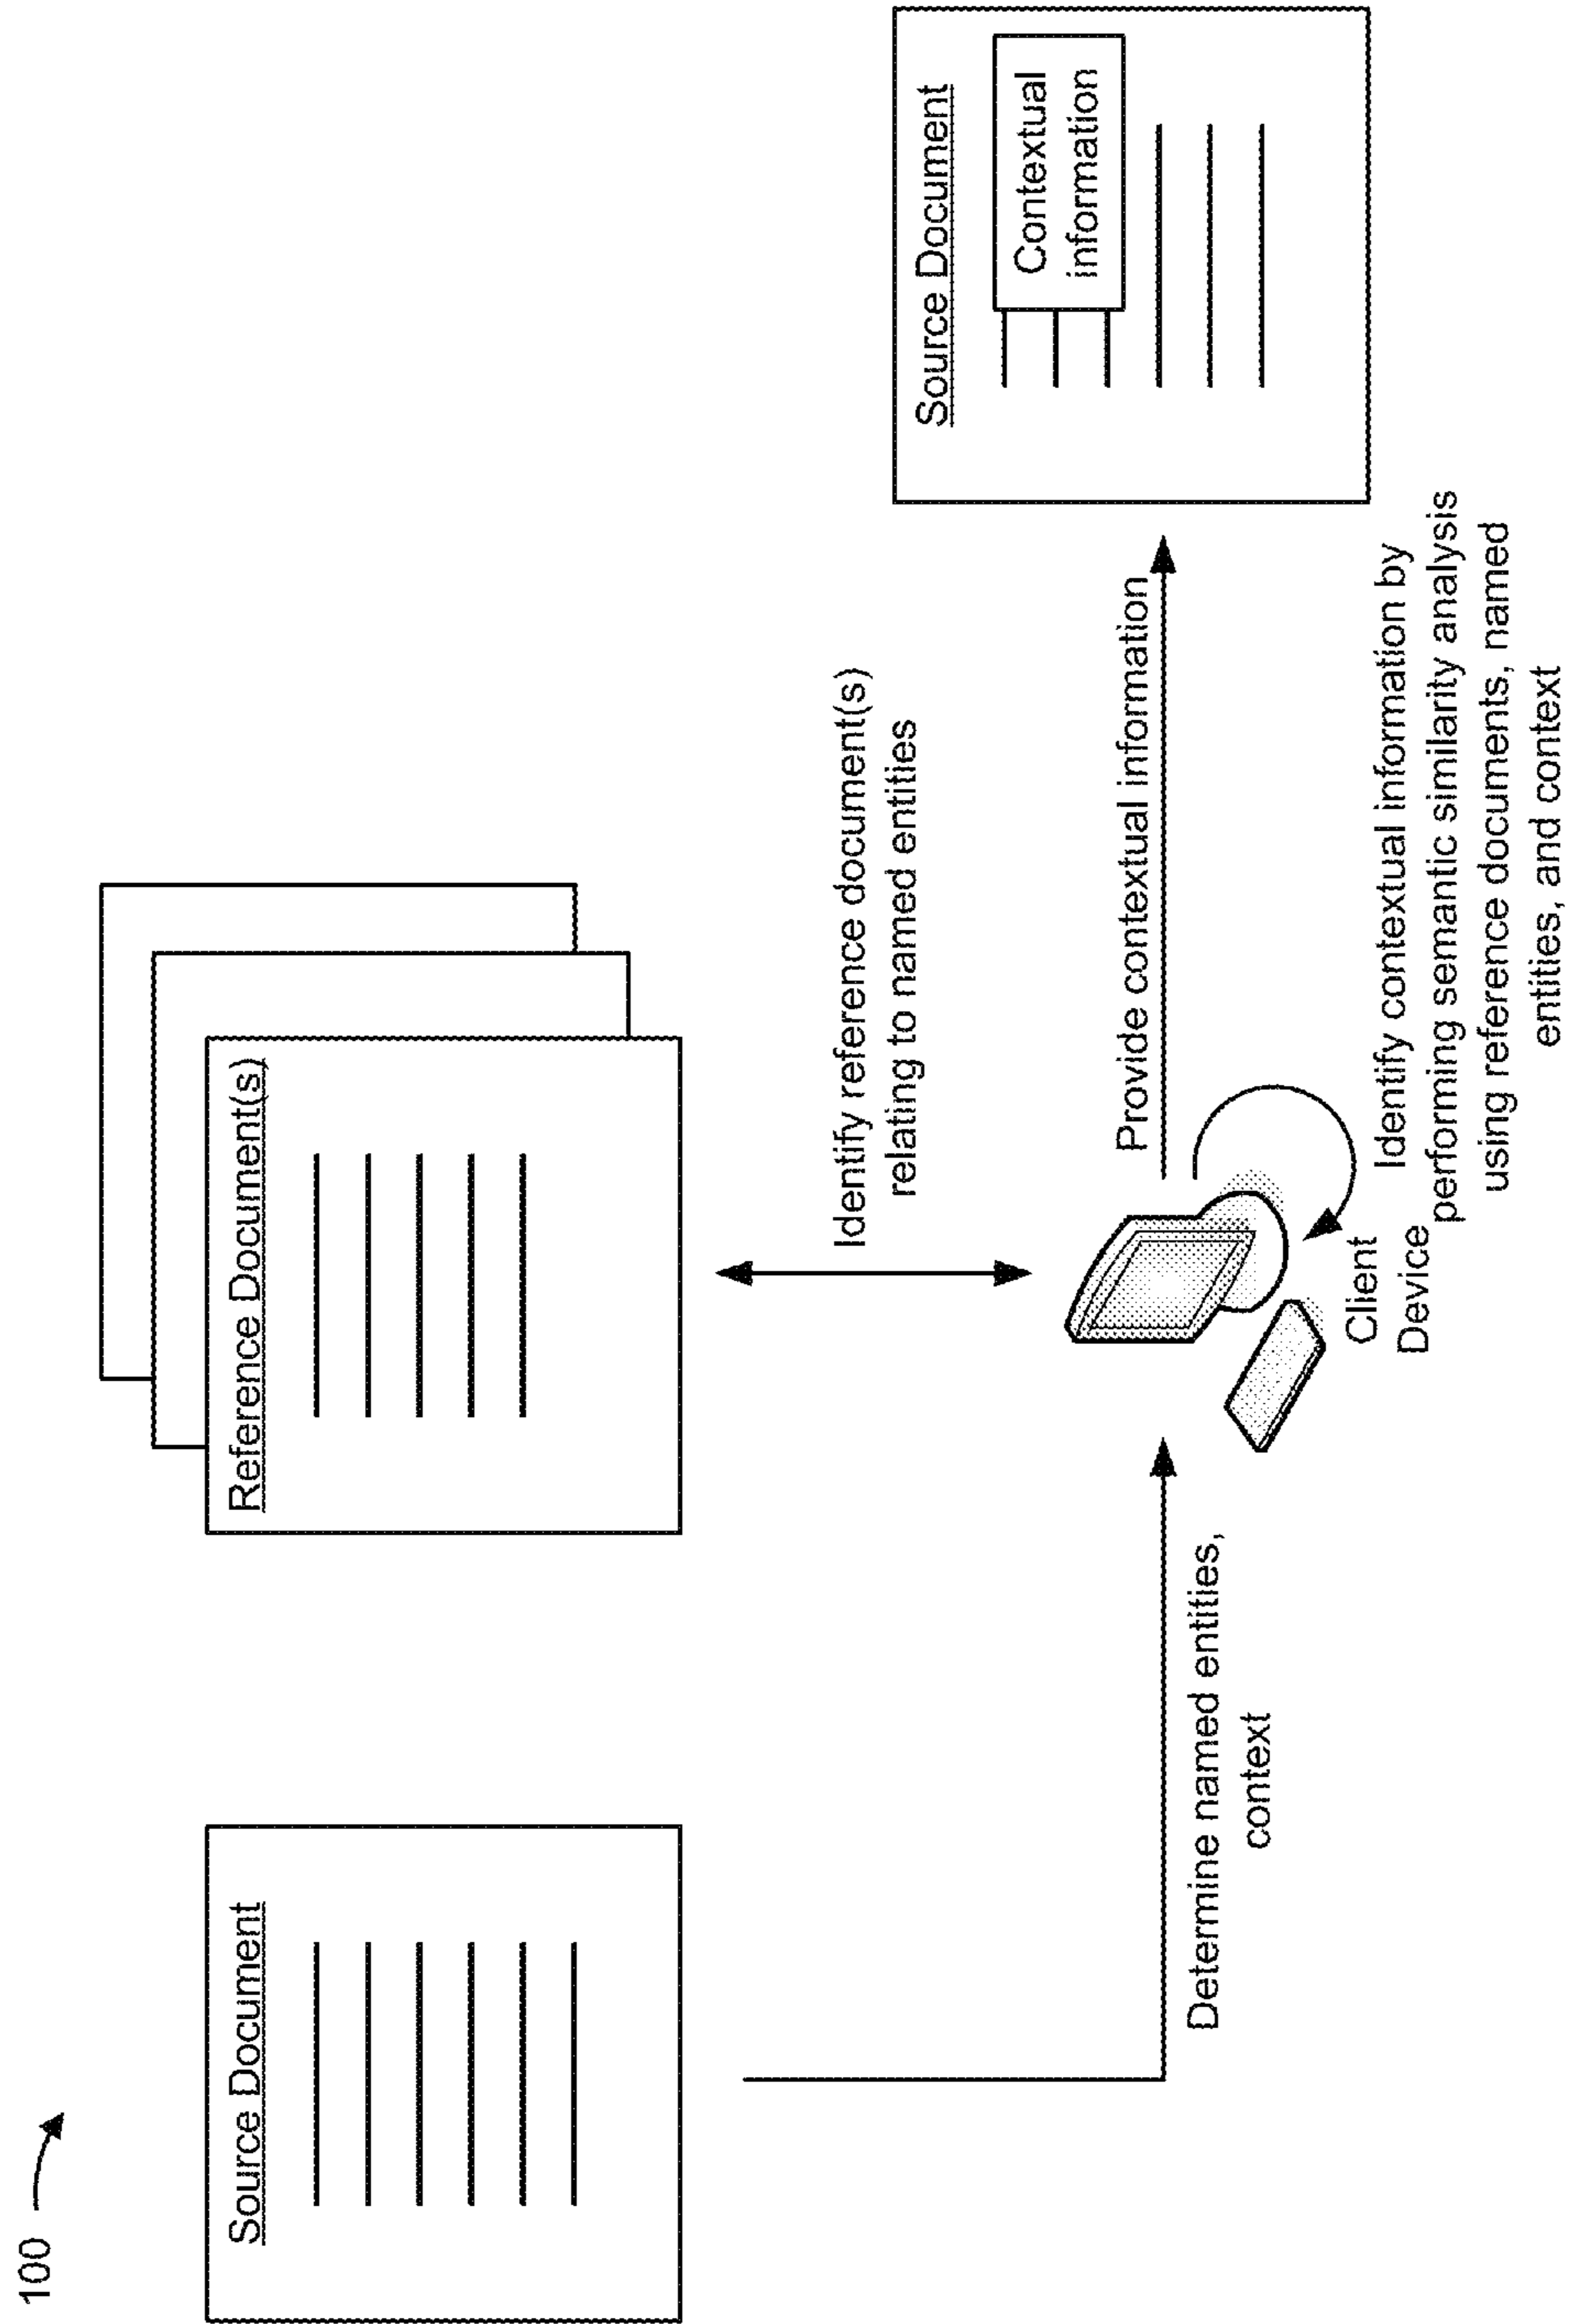 100
Source Document
Reference Document(s)
Identify reference document(s)
relating to named entities
Determine named entities,
context
Client
Device
Provide contextual information
Identify contextual information by
performing semantic similarity analysis
using reference documents, named
entities, and context
Source Document
Contextual
information